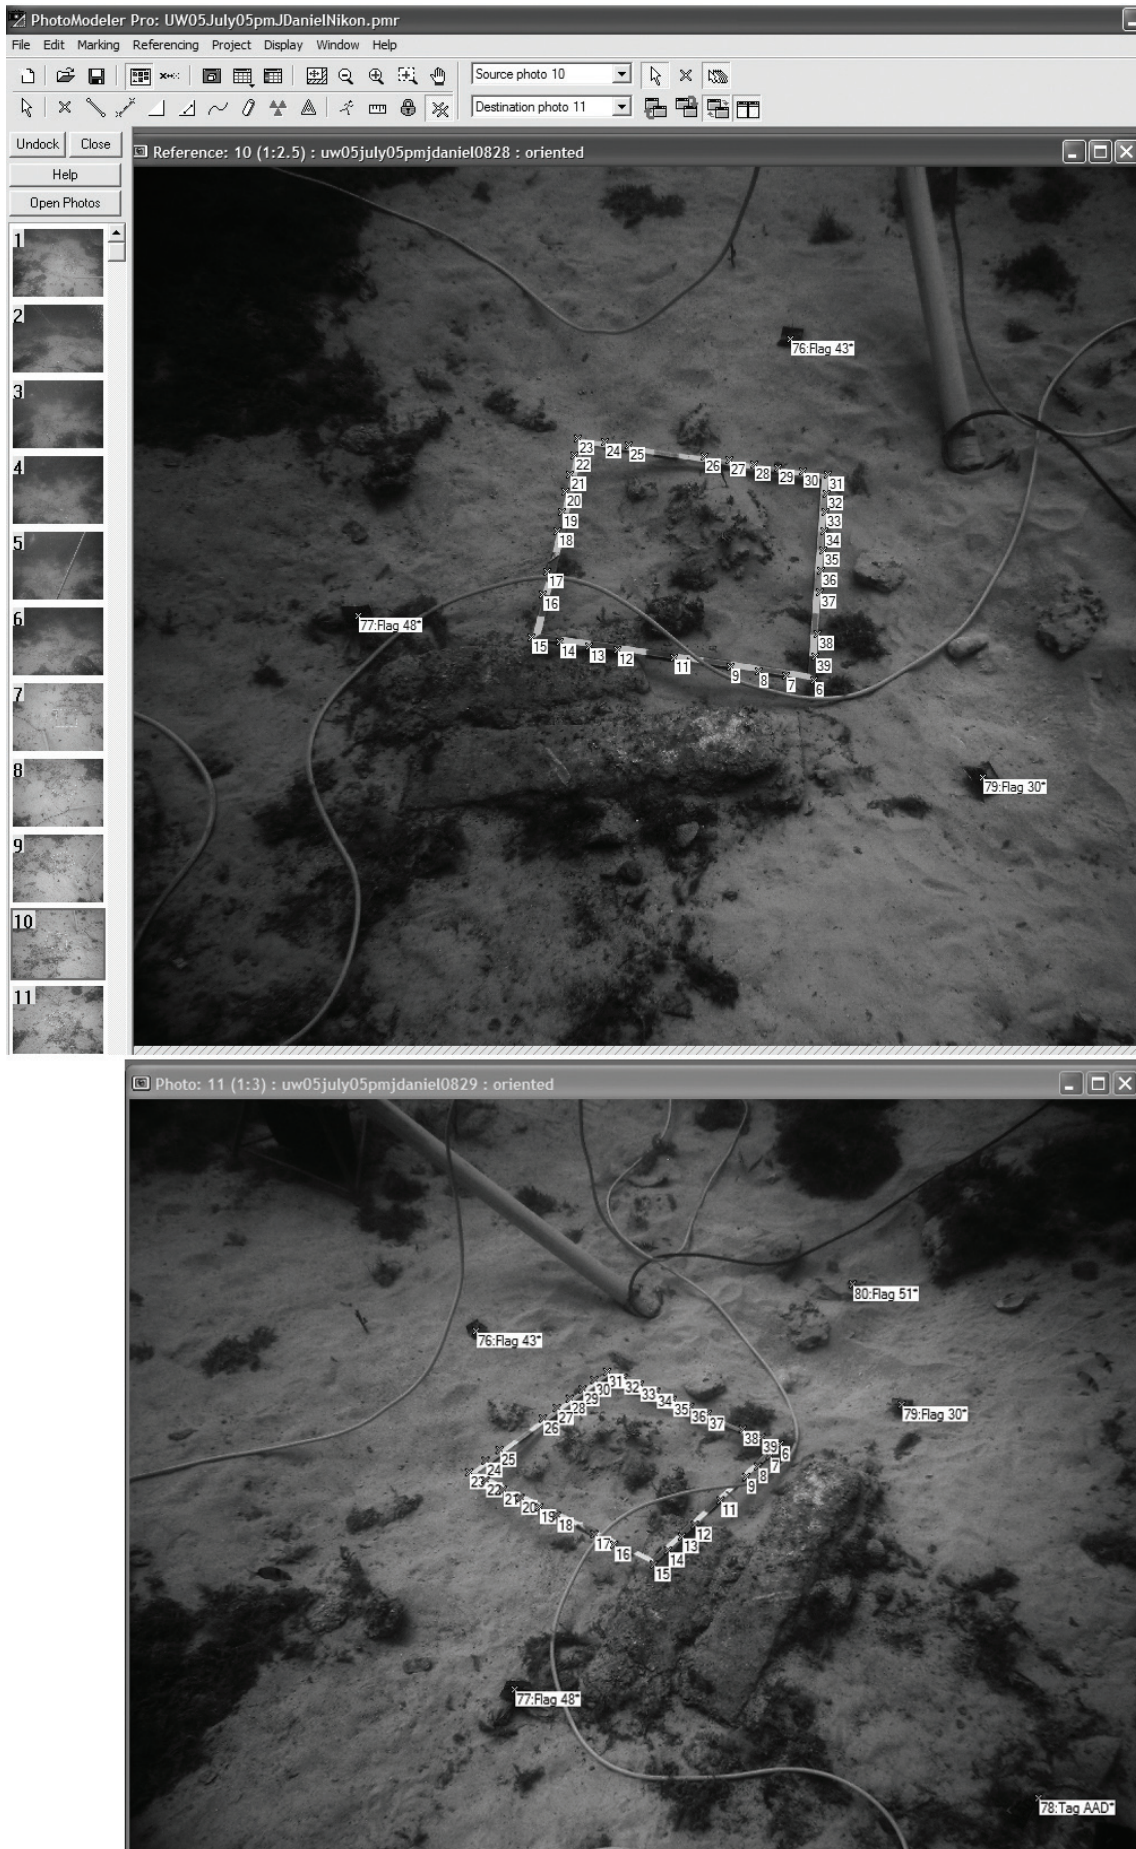 PhotoModeler Pro: UW05July05pmJDanielNikon.pmr
File Edit Marking Referencing Project Display Window Help
Source photo 10
Destination photo 11
Undock Close
Help
Open Photos
Reference: 10 (1:2.5) : uw05july05pmjdaniel0828 : oriented
1
2
3
4
5
6
7
8
9
10
11
76:Flag 43*
23 24 25 26 27 28 29 30 31
22
21
20
19
18
17
16
32
33
34
35
36
37
38
39
77:Flag 48*
15 14 13 12 11 9 8 7 6
79:Flag 30*
Photo: 11 (1:3) : uw05july05pmjdaniel0829 : oriented
80:Flag 51*
76:Flag 43*
79:Flag 30*
31 32 33 34 35 36 37 38 39 6
30
29
28
27
26
25
24
23 22 21 20 19 18 17 16 15
7
8
9
11
12
13
14
77:Flag 48*
78:Tag AAD*